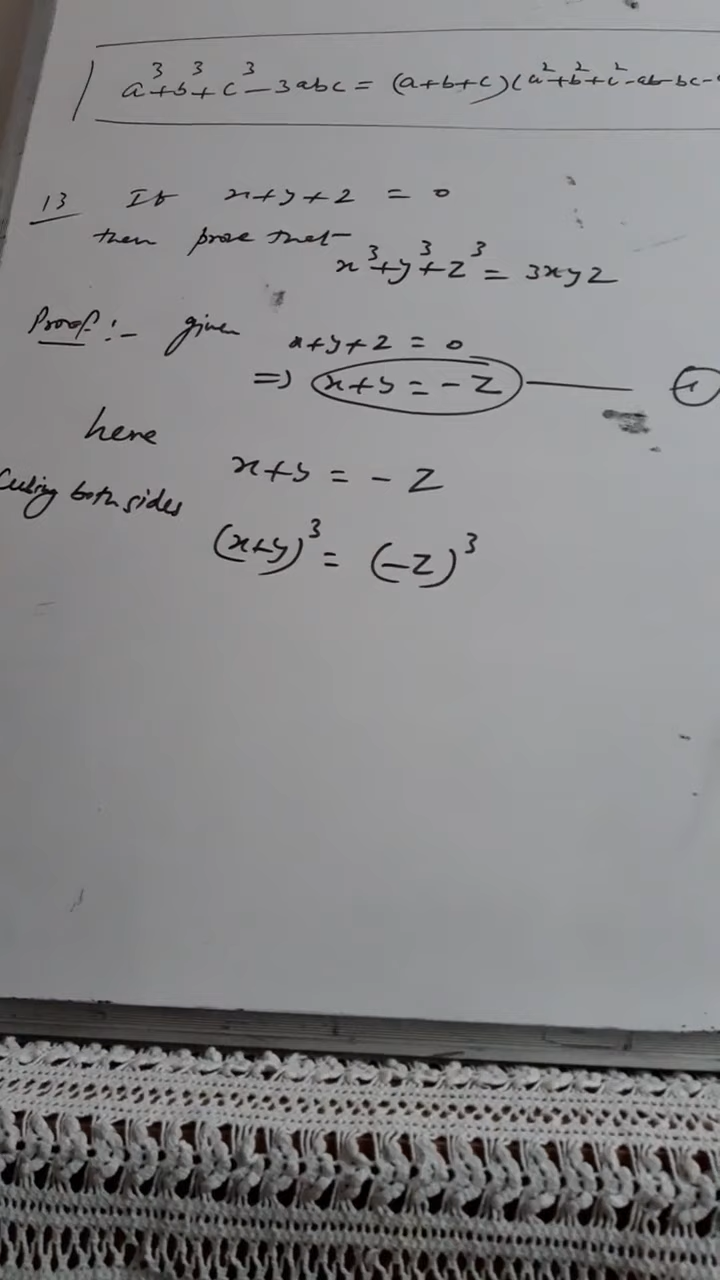 a³+b³+c³-3abc = (a+b+c)(a²+b²+c²-ab-bc-
13 If x+y+z = 0
then prove that
x³+y³+z³ = 3xyz
Proof:- given x+y+z = 0
=> x+y = -z
here x+y = -z
Cubing both sides
(x+y)³ = (-z)³